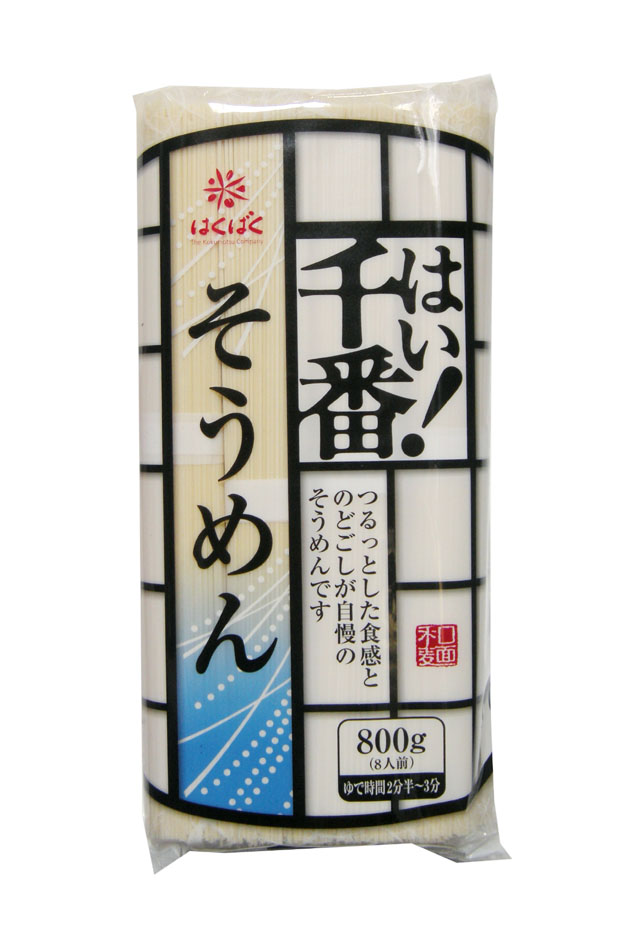 はい!
千番
はくばく
The Kokumotsu Company
そうめん
つるっとした食感と
のどごしが自慢の
そうめんです
800g
(8人前)
ゆで時間2分半〜3分